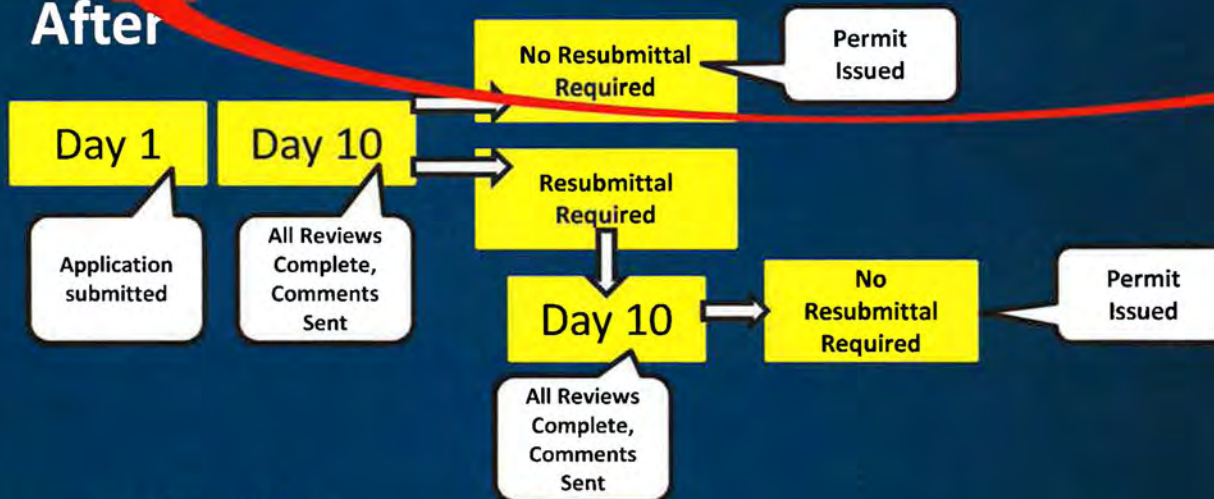 After
No Resubmittal
Required
Permit
Issued
Day 1
Day 10
Resubmittal
Required
Application
submitted
All Reviews
Complete,
Comments
Sent
Day 10
No
Resubmittal
Required
Permit
Issued
All Reviews
Complete,
Comments
Sent